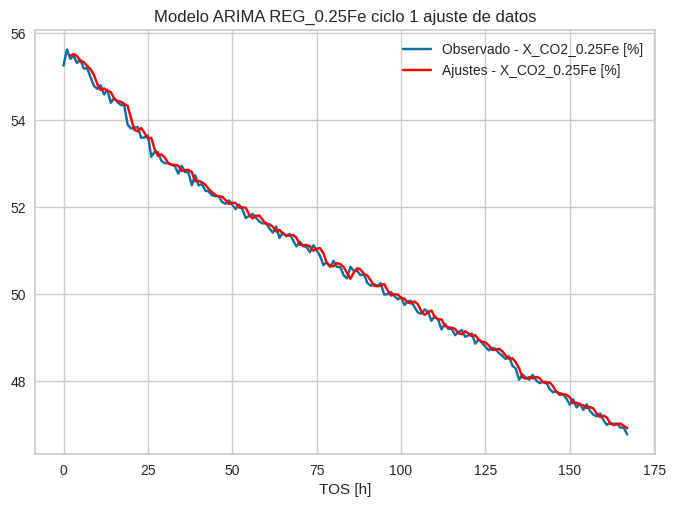 Modelo ARIMA REG_0.25Fe ciclo 1 ajuste de datos
Observado - X_CO2_0.25Fe [%]
Ajustes - X_CO2_0.25Fe [%]
56
54
52
50
48
0 25 50 75 100 125 150 175
TOS [h]